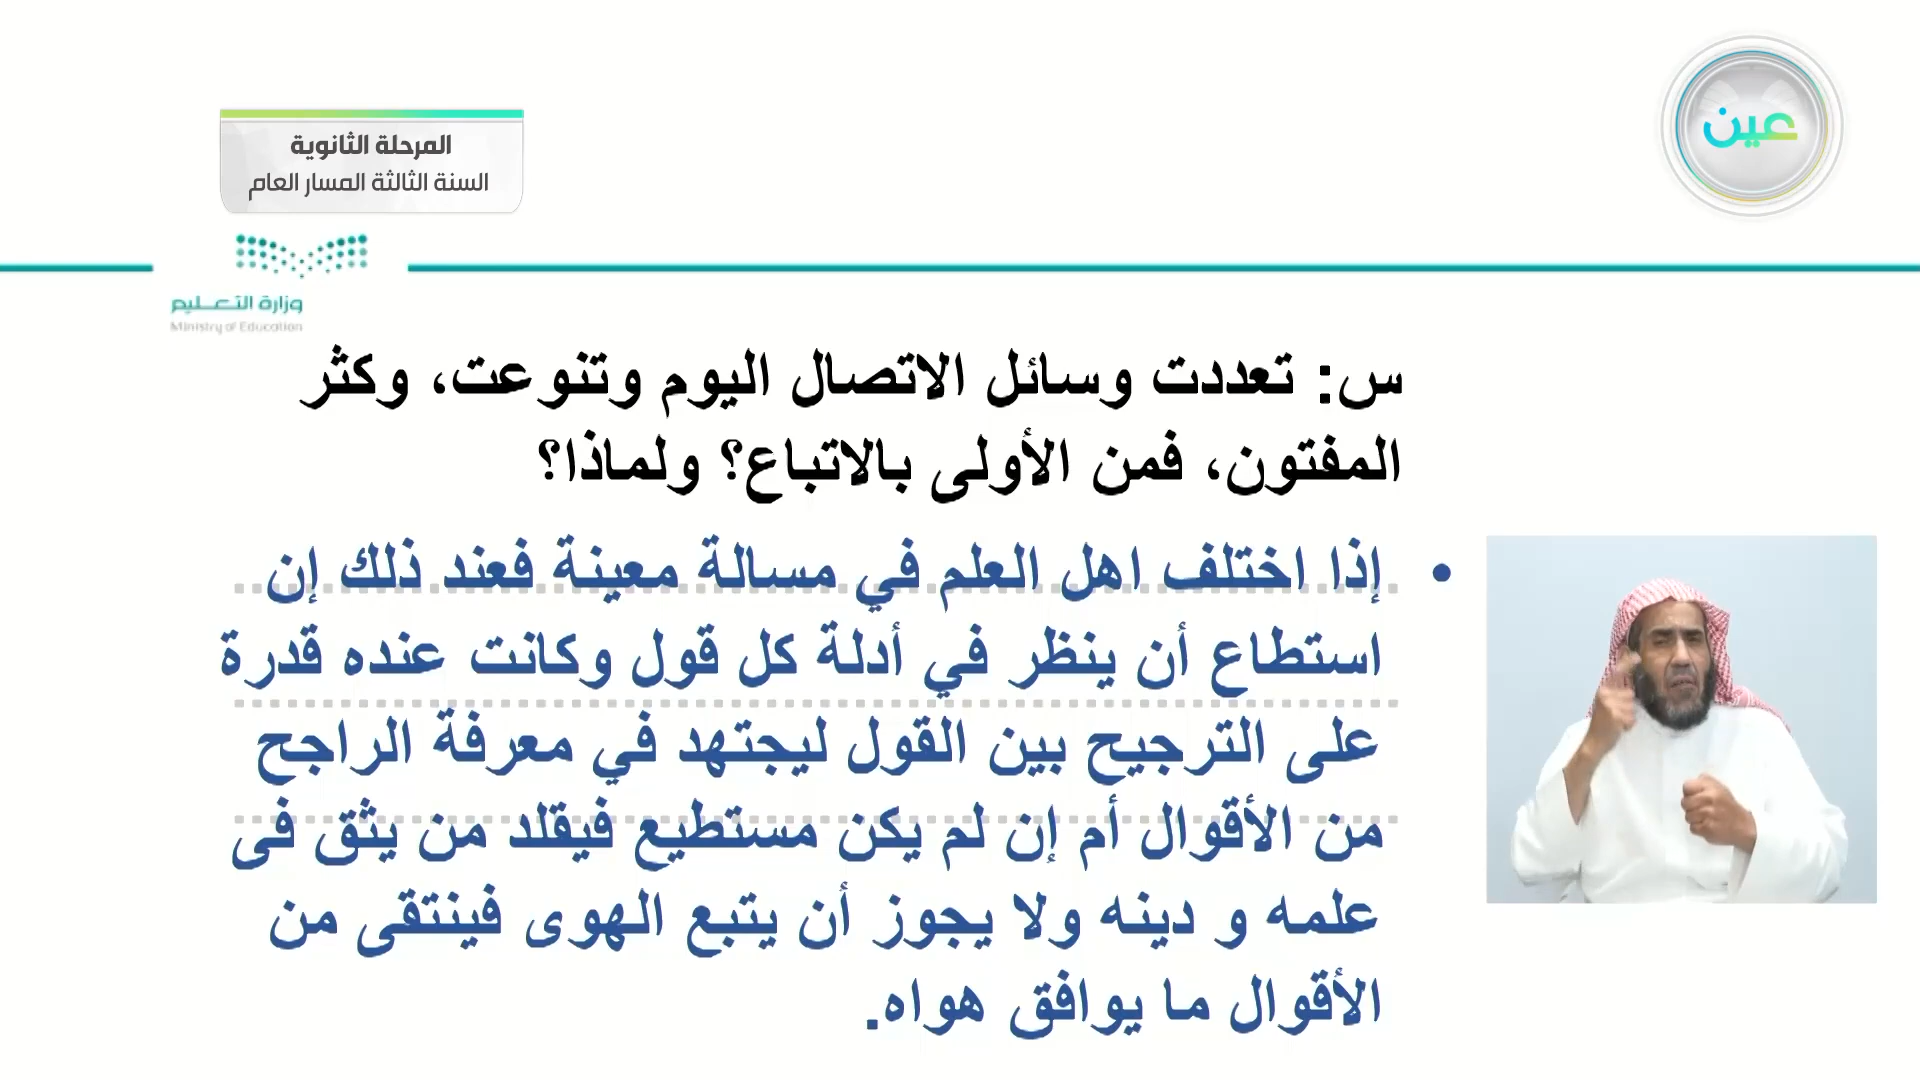 عين
المرحلة الثانوية
السنة الثالثة المسار العام
وزارة التعـــليم
Ministry of Education
س: تعددت وسائل الاتصال اليوم وتنوعت، وكثر
المفتون، فمن الأولى بالاتباع؟ ولماذا؟
• إذا اختلف اهل العلم في مسالة معينة فعند ذلك إن
استطاع أن ينظر في أدلة كل قول وكانت عنده قدرة
على الترجيح بين القول ليجتهد في معرفة الراجح
من الأقوال أم إن لم يكن مستطيع فيقلد من يثق فى
علمه و دينه ولا يجوز أن يتبع الهوى فينتقى من
الأقوال ما يوافق هواه.